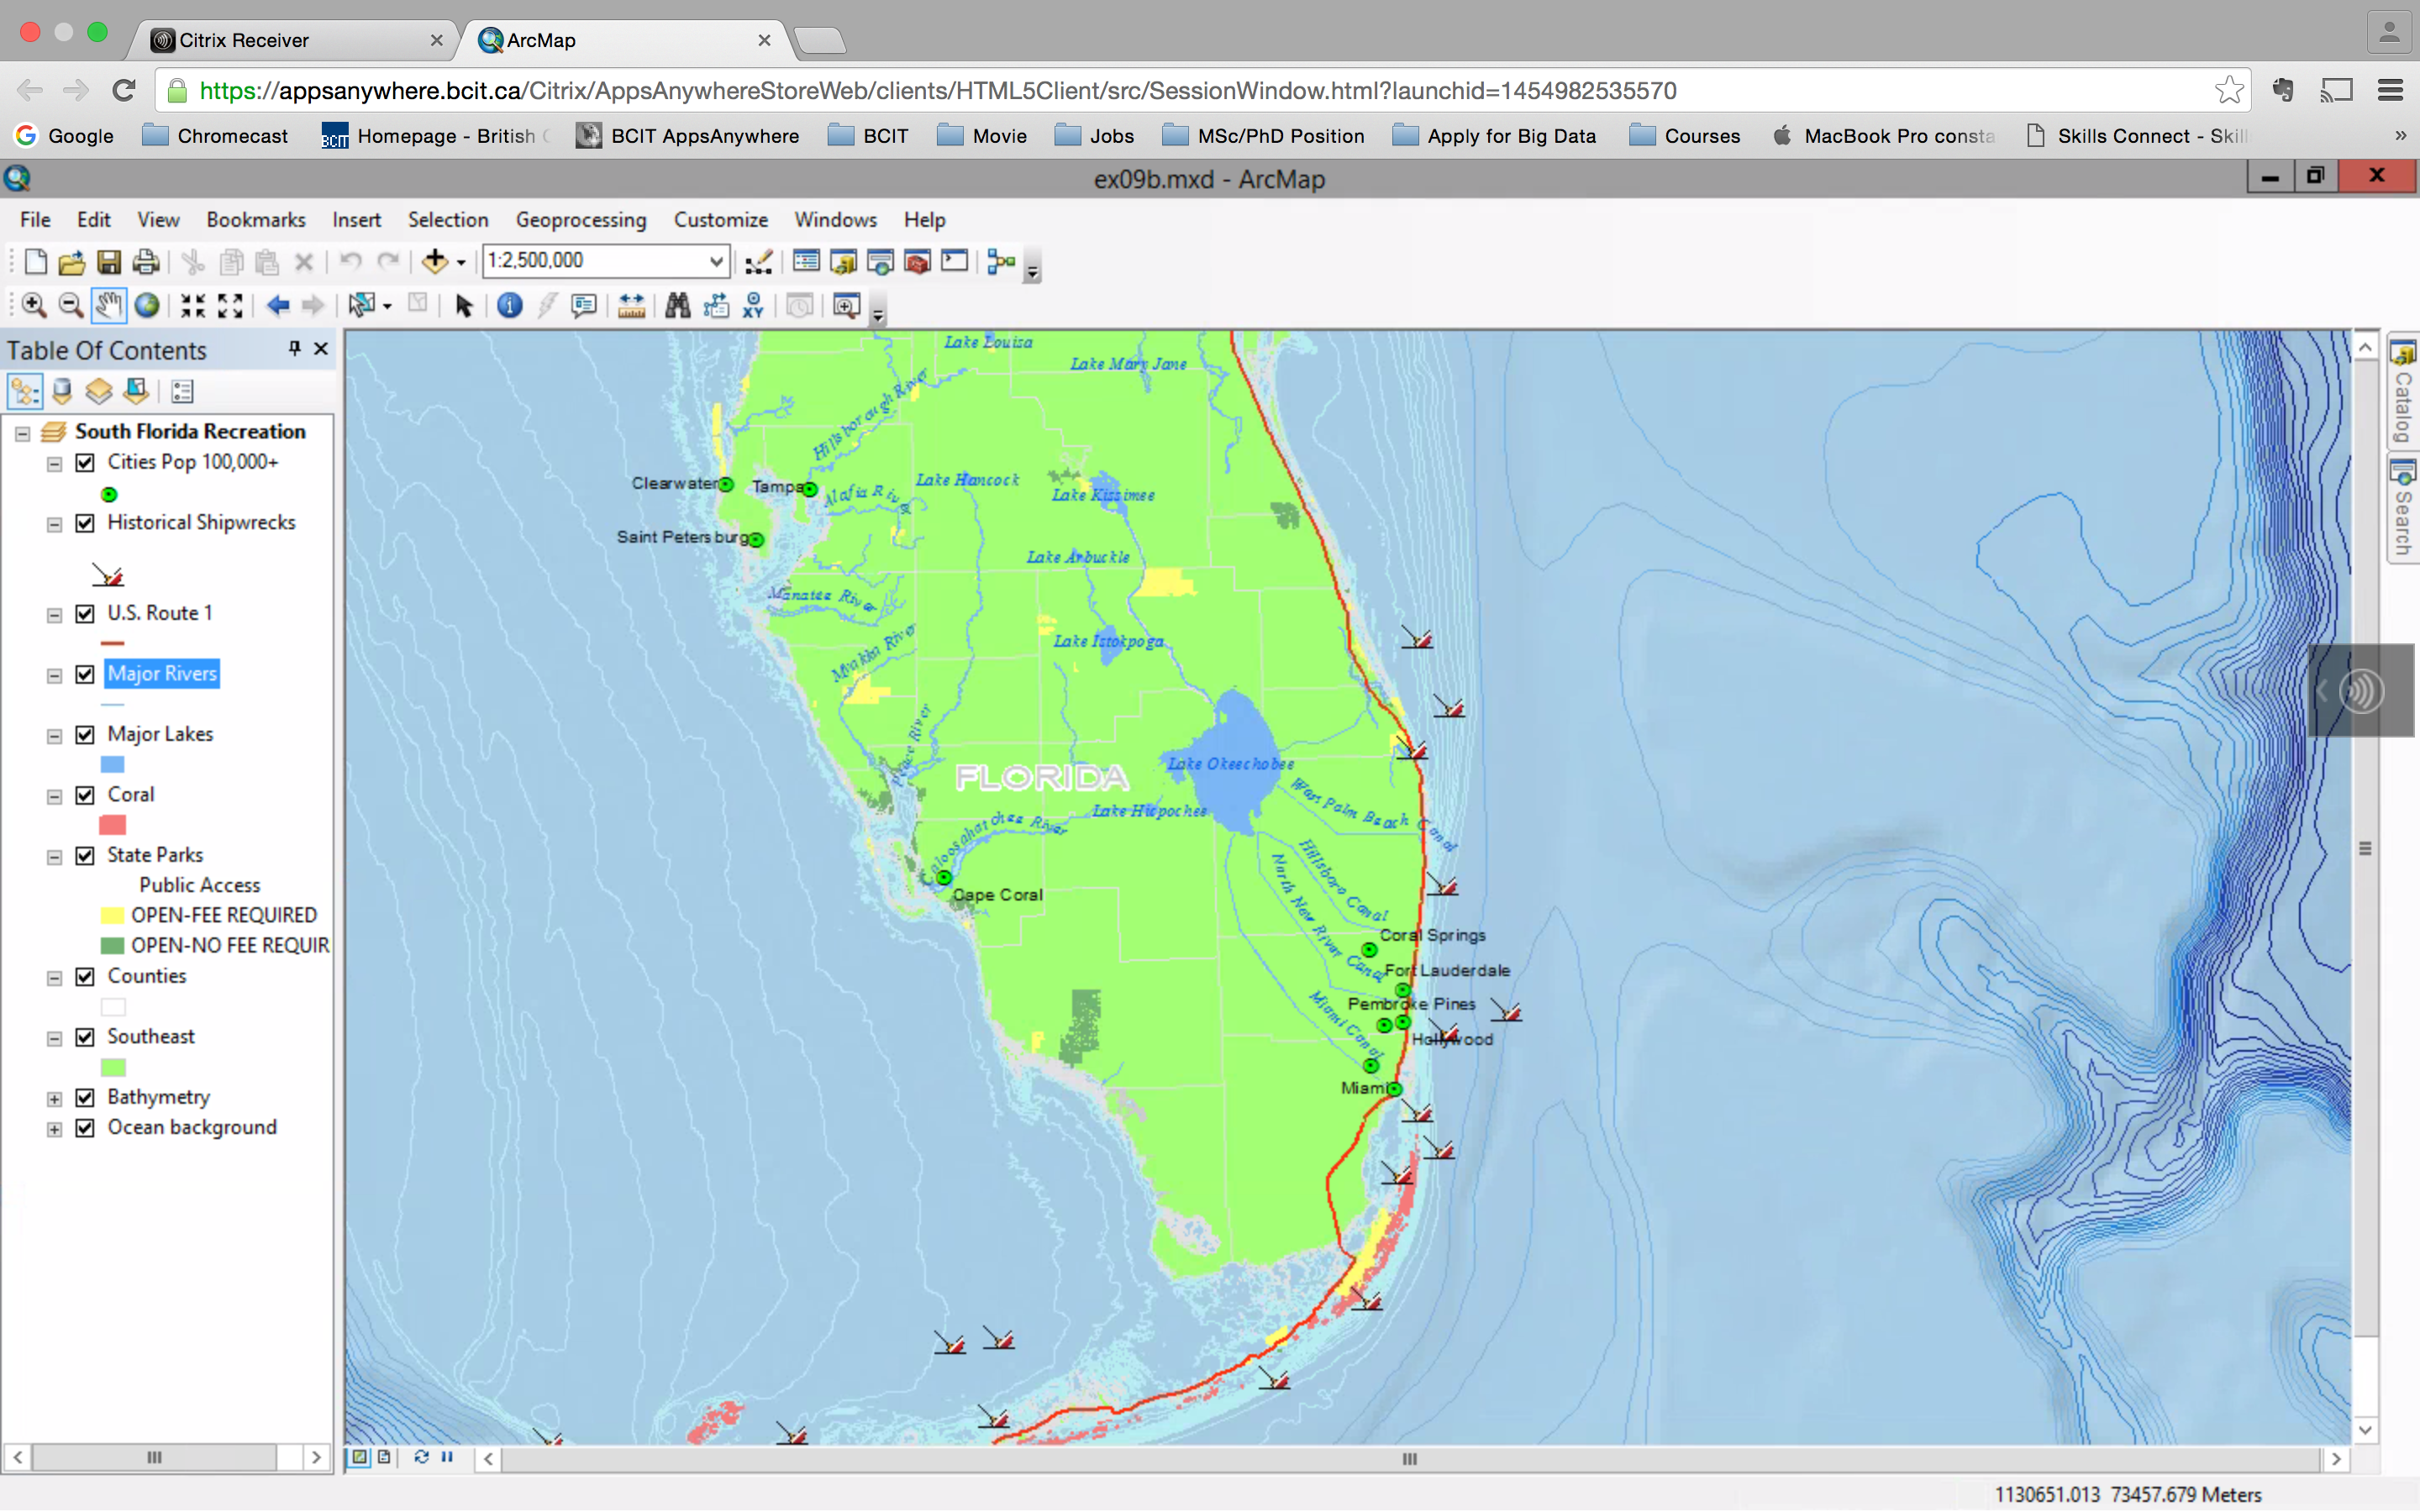 Citrix Receiver
ArcMap
https://appsanywhere.bcit.ca/Citrix/AppsAnywhereStoreWeb/clients/HTML5Client/src/SessionWindow.html?launchid=1454982535570
Google
Chromecast
BCIT
Homepage - British
BCIT AppsAnywhere
BCIT
Movie
Jobs
MSc/PhD Position
Apply for Big Data
Courses
MacBook Pro consta
Skills Connect - Skill
»
ex09b.mxd - ArcMap
File Edit View Bookmarks Insert Selection Geoprocessing Customize Windows Help
1:2,500,000
XY
Table Of Contents
South Florida Recreation
Cities Pop 100,000+
Historical Shipwrecks
U.S. Route 1
Major Rivers
Major Lakes
Coral
State Parks
Public Access
OPEN-FEE REQUIRED
OPEN-NO FEE REQUIR
Counties
Southeast
Bathymetry
Ocean background
Lake Louisa
Lake Mary Jane
Hillsborough River
Clearwater
Tampa
Alafia River
Lake Hancock
Lake Kissimee
Saint Petersburg
Lake Arbuckle
Manatee River
Myakka River
Lake Istokpoga
Peace River
FLORIDA
Lake Okeechobee
Lake Hicpochee
West Palm Beach Canal
Caloosahatchee River
Cape Coral
Hillsboro Canal
North New River Canal
Coral Springs
Fort Lauderdale
Pembroke Pines
Miami Canal
Hollywood
Miami
Catalog
Search
1130651.013 73457.679 Meters